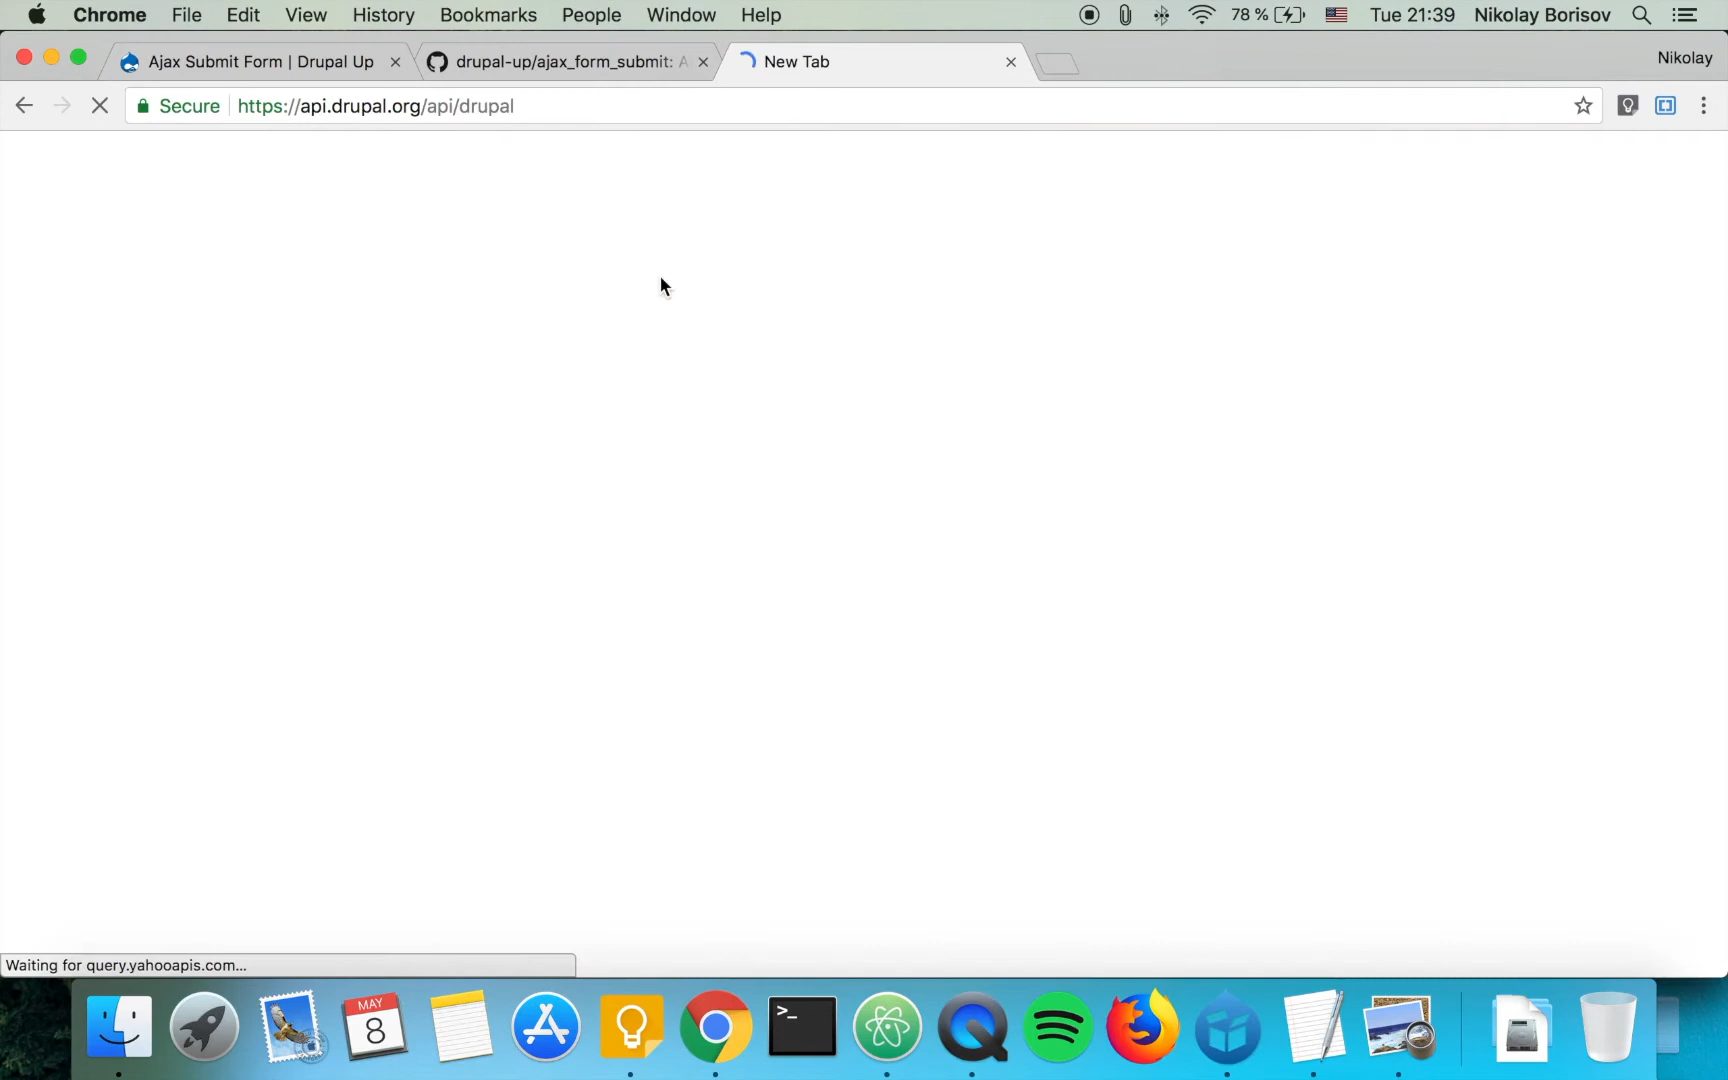 Chrome File Edit View History Bookmarks People Window Help 78 % Tue 21:39 Nikolay Borisov
Ajax Submit Form | Drupal Up drupal-up/ajax_form_submit: A New Tab Nikolay
Secure https://api.drupal.org/api/drupal
Waiting for query.yahooapis.com...
MAY
8
>_